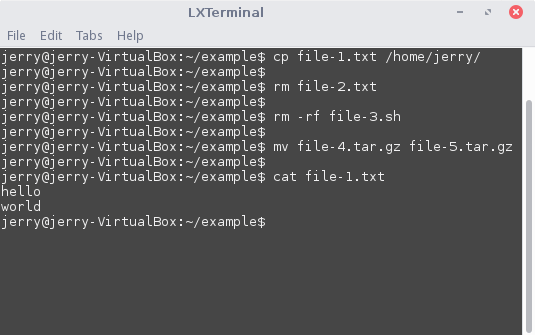 LXTerminal
File Edit Tabs Help
jerry@jerry-VirtualBox:~/example$ cp file-1.txt /home/jerry/
jerry@jerry-VirtualBox:~/example$
jerry@jerry-VirtualBox:~/example$ rm file-2.txt
jerry@jerry-VirtualBox:~/example$
jerry@jerry-VirtualBox:~/example$ rm -rf file-3.sh
jerry@jerry-VirtualBox:~/example$
jerry@jerry-VirtualBox:~/example$ mv file-4.tar.gz file-5.tar.gz
jerry@jerry-VirtualBox:~/example$
jerry@jerry-VirtualBox:~/example$ cat file-1.txt
hello
world
jerry@jerry-VirtualBox:~/example$